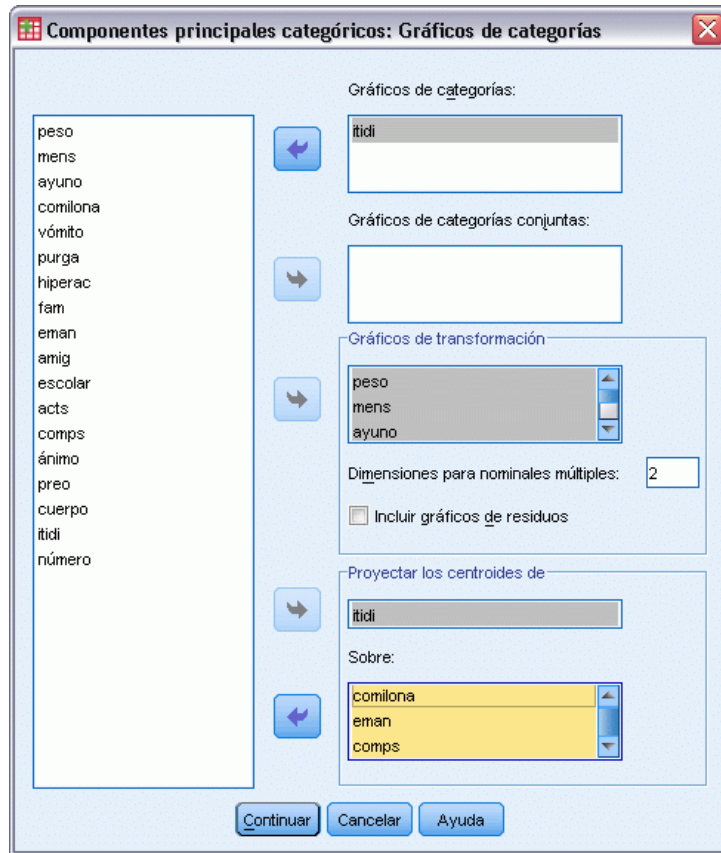 Componentes principales categóricos: Gráficos de categorías
peso
mens
ayuno
comilona
vómito
purga
hiperac
fam
eman
amig
escolar
acts
comps
ánimo
preo
cuerpo
itidi
número
Gráficos de categorías:
itidi
Gráficos de categorías conjuntas:
Gráficos de transformación
peso
mens
ayuno
Dimensiones para nominales múltiples: 2
Incluir gráficos de residuos
Proyectar los centroides de
itidi
Sobre:
comilona
eman
comps
Continuar Cancelar Ayuda